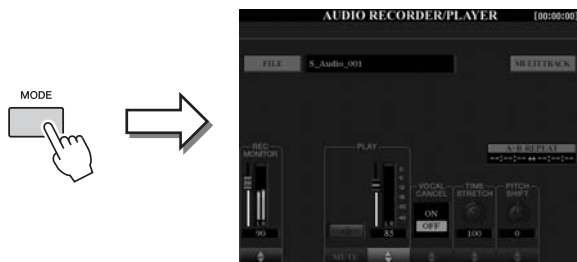 MODE
AUDIO RECORDER/PLAYER [00:00:00]
FILE S_Audio_001 MULTITRACK
REC MONITOR
PLAY
A-B REPEAT
--:--:-- ↔ --:--:--
VOCAL CANCEL
TIME STRETCH
PITCH SHIFT
ON
OFF
L R
L R
90
85
100
0
MUTE